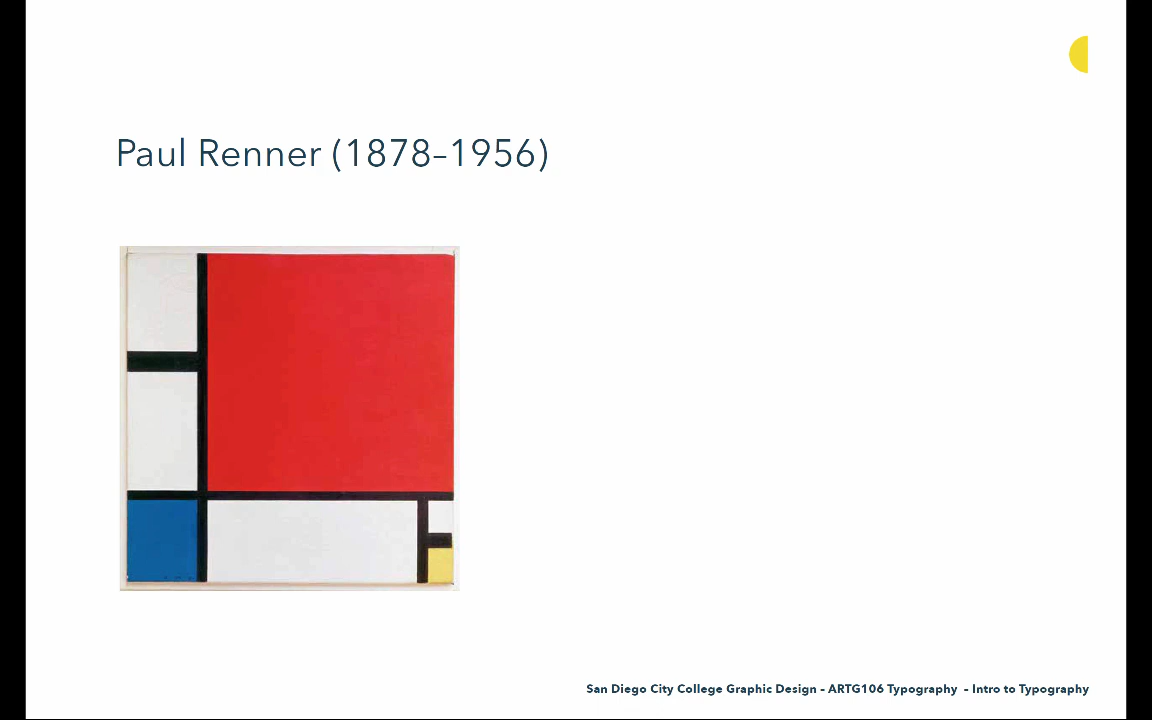 Paul Renner (1878–1956)
San Diego City College Graphic Design – ARTG106 Typography – Intro to Typography